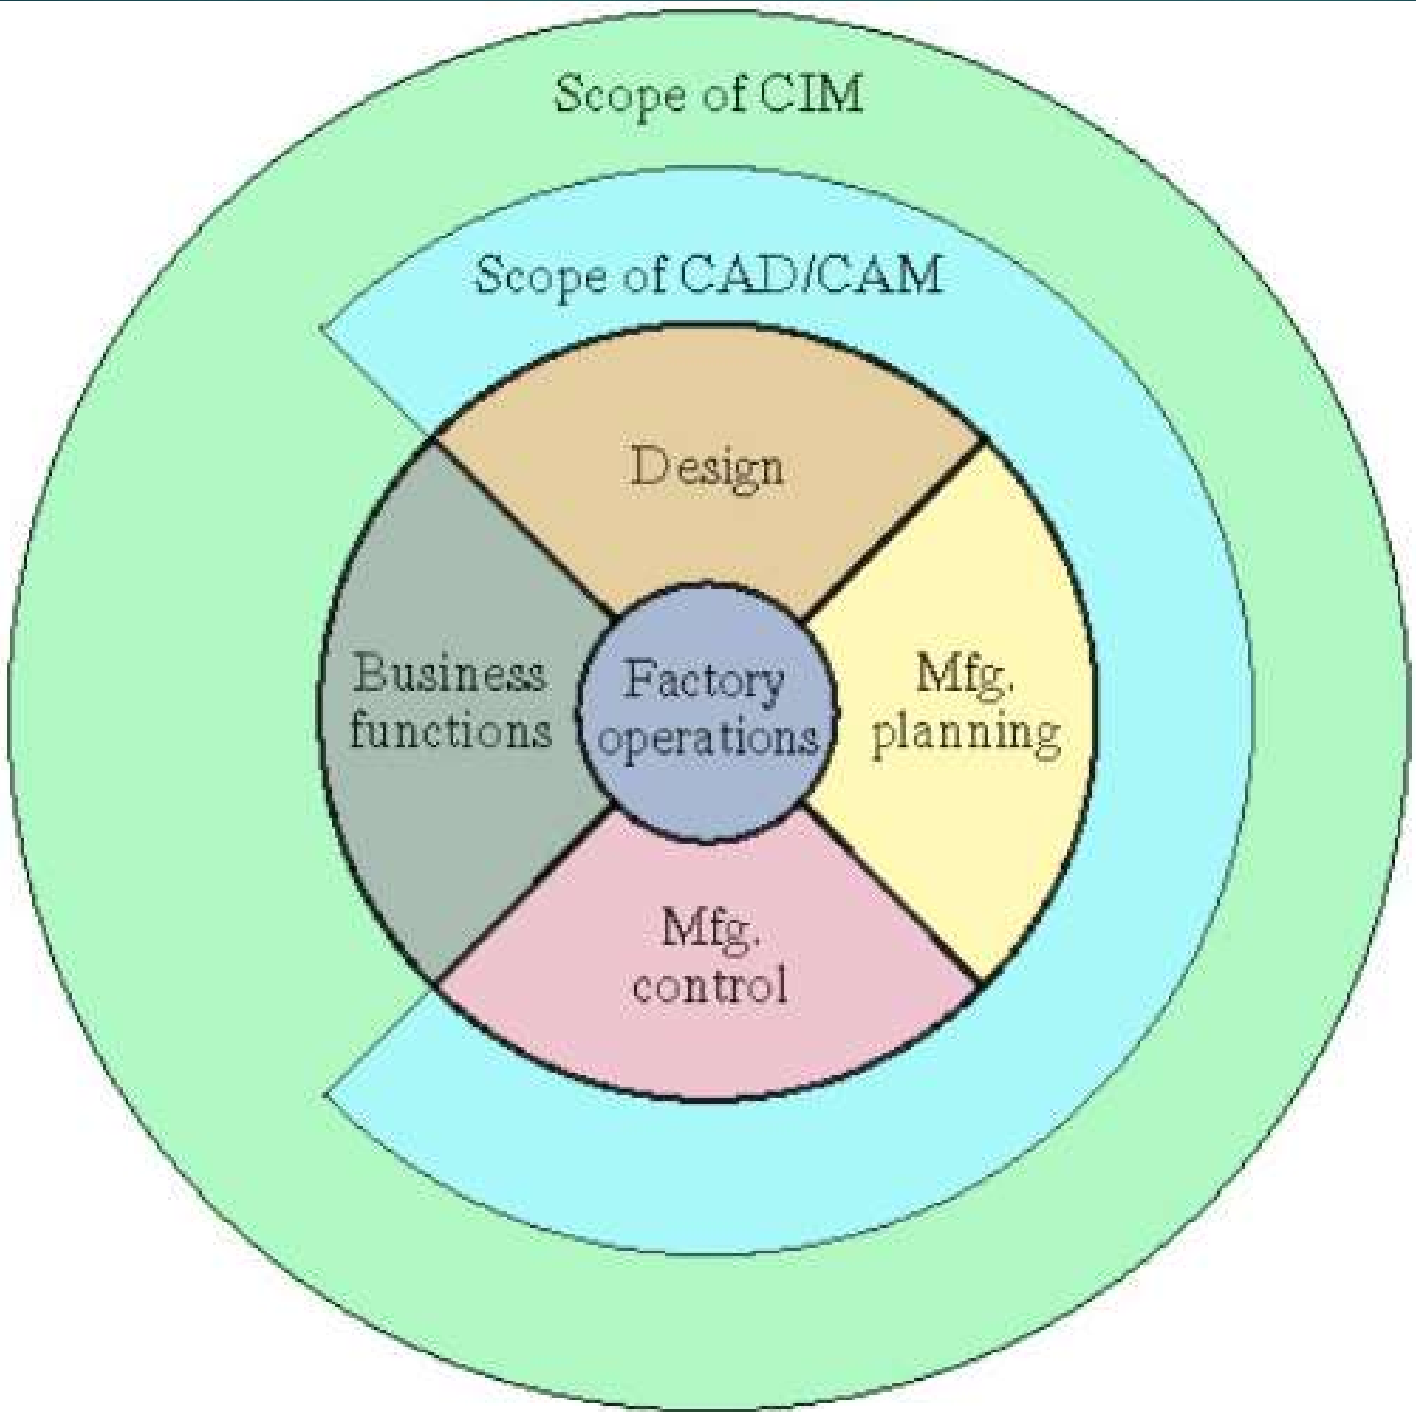 Scope of CIM
Scope of CAD/CAM
Design
Business
functions
Factory
operations
Mfg.
planning
Mfg.
control